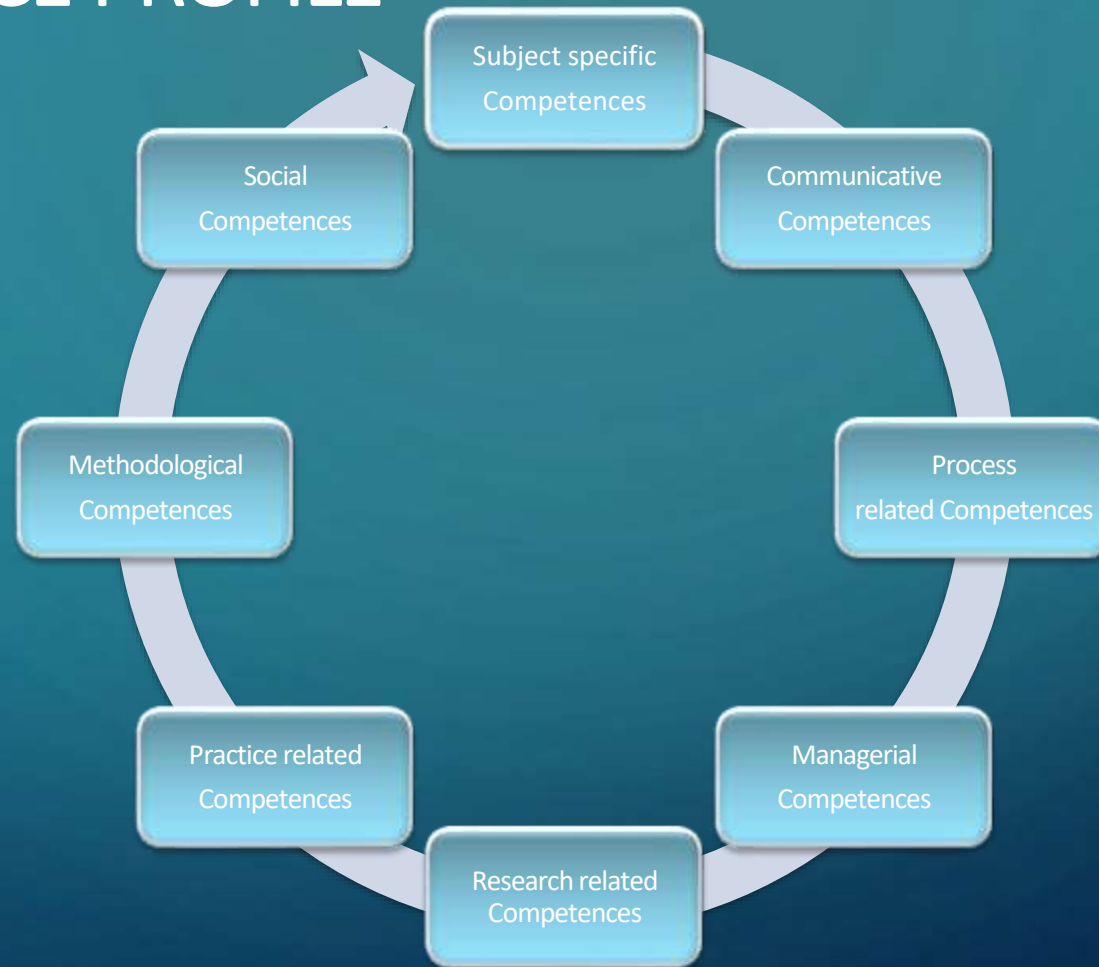 PROFILE
Subject specific
Competences
Communicative
Competences
Process
related Competences
Managerial
Competences
Research related
Competences
Practice related
Competences
Methodological
Competences
Social
Competences